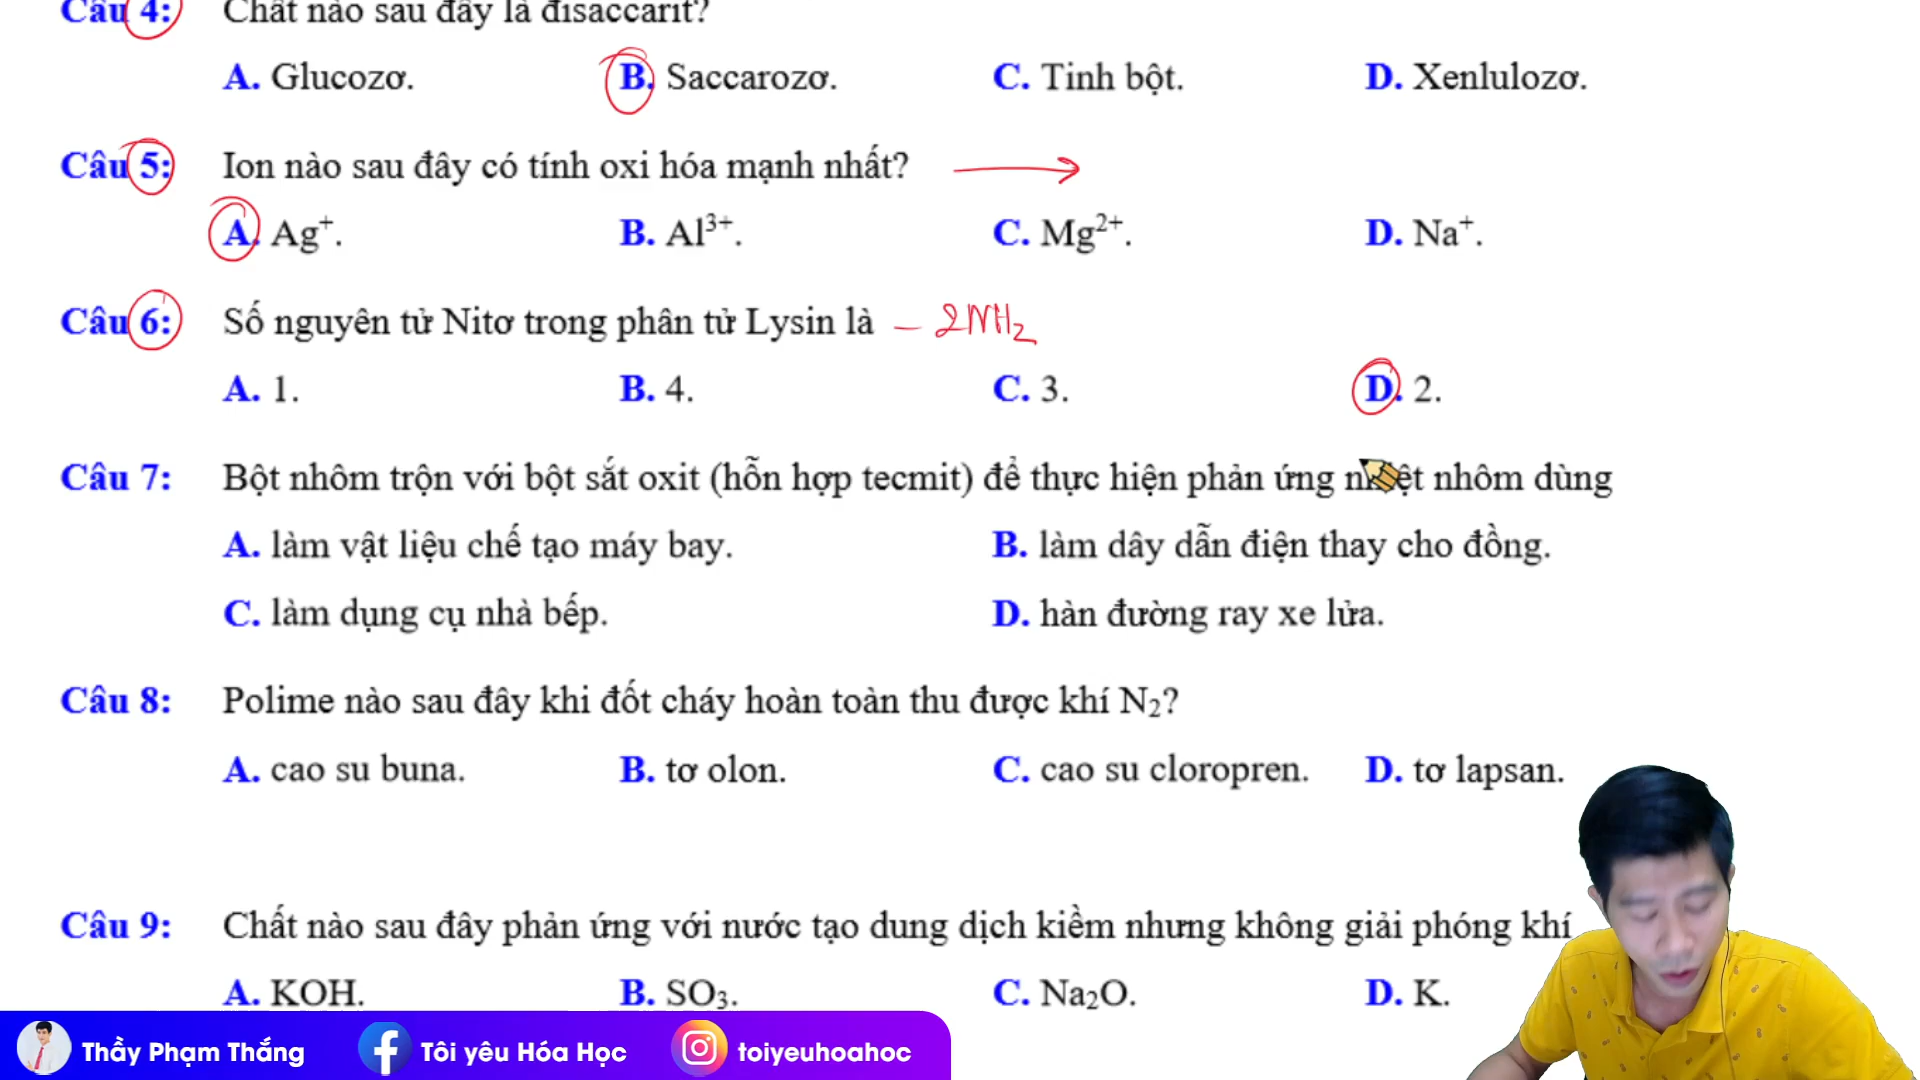 Câu 4: Chất nào sau đây là đisaccarit?
A. Glucozơ. B. Saccarozơ. C. Tinh bột. D. Xenlulozơ.
Câu 5: Ion nào sau đây có tính oxi hóa mạnh nhất?
A. Ag⁺. B. Al³⁺. C. Mg²⁺. D. Na⁺.
Câu 6: Số nguyên tử Nitơ trong phân tử Lysin là – 2NH₂
A. 1. B. 4. C. 3. D. 2.
Câu 7: Bột nhôm trộn với bột sắt oxit (hỗn hợp tecmit) để thực hiện phản ứng nhiệt nhôm dùng
A. làm vật liệu chế tạo máy bay. B. làm dây dẫn điện thay cho đồng.
C. làm dụng cụ nhà bếp. D. hàn đường ray xe lửa.
Câu 8: Polime nào sau đây khi đốt cháy hoàn toàn thu được khí N₂?
A. cao su buna. B. tơ olon. C. cao su cloropren. D. tơ lapsan.
Câu 9: Chất nào sau đây phản ứng với nước tạo dung dịch kiềm nhưng không giải phóng khí
A. KOH. B. SO₃. C. Na₂O. D. K.
Thầy Phạm Thắng Tôi yêu Hóa Học toiyeuhoahoc